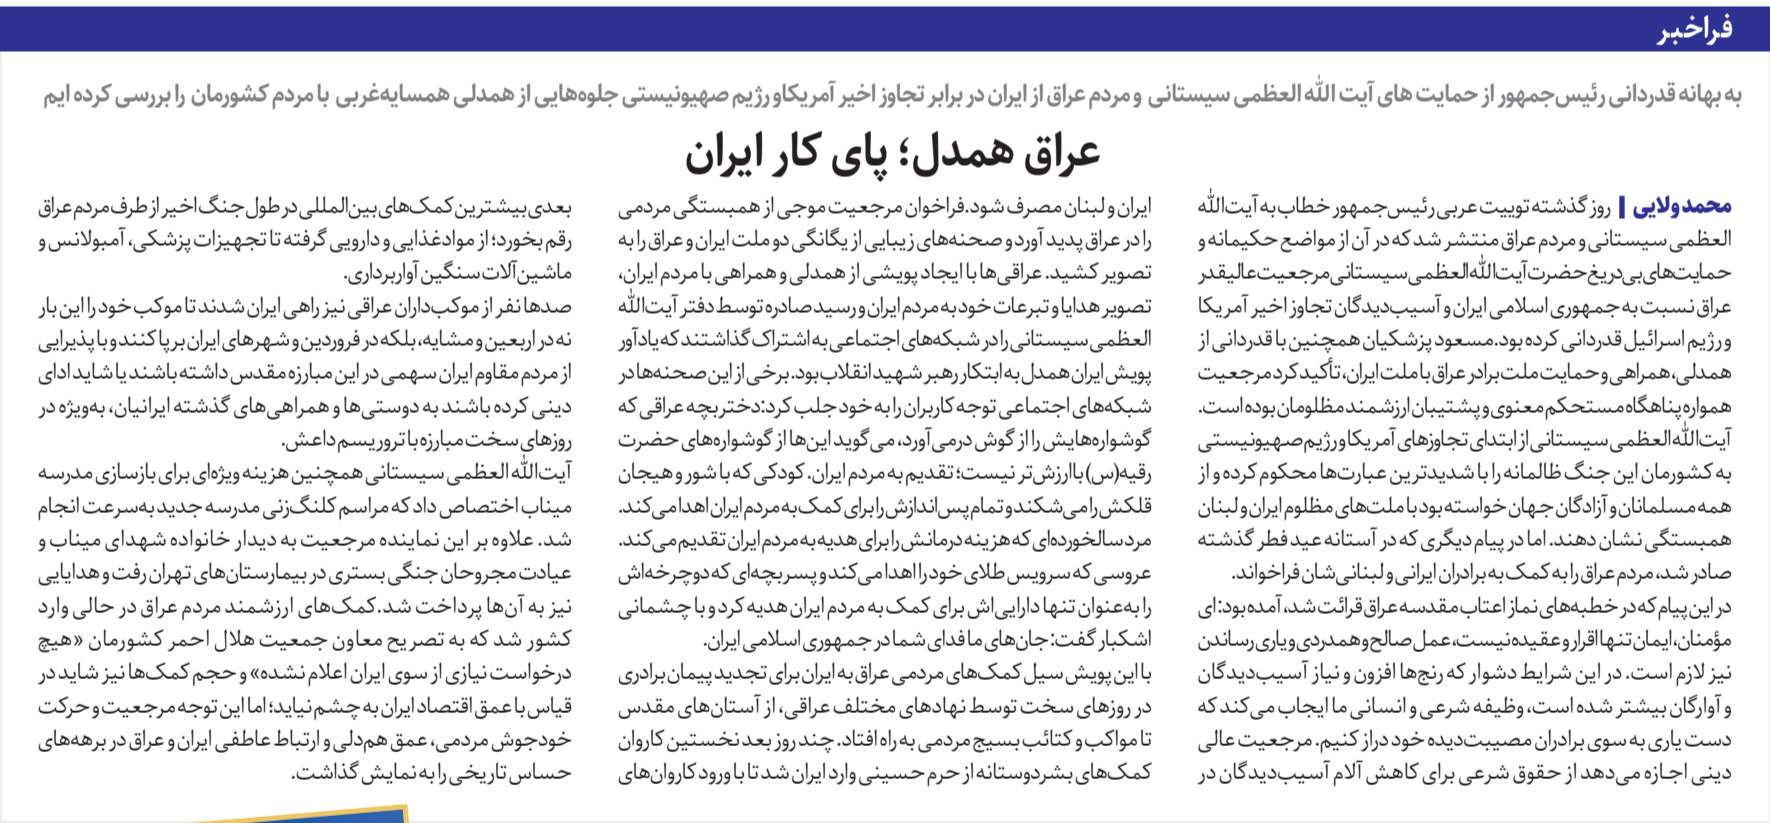 فراخبر
به بهانه قدردانی رئیس‌جمهور از حمایت های آیت الله العظمی سیستانی و مردم عراق از ایران در برابر تجاوز اخیر آمریکا و رژیم صهیونیستی جلوه‌هایی از همدلی همسایه‌غربی با مردم کشورمان را بررسی کرده ایم
عراق همدل؛ پای کار ایران
محمد ولایی | روز گذشته توییت عربی رئیس‌جمهور خطاب به آیت‌الله
العظمی سیستانی و مردم عراق منتشر شد که در آن از مواضع حکیمانه و
حمایت‌های بی‌دریغ حضرت آیت‌الله‌العظمی سیستانی مرجعیت عالیقدر
عراق نسبت به جمهوری اسلامی ایران و آسیب‌دیدگان تجاوز اخیر آمریکا
و رژیم اسرائیل قدردانی کرده بود. مسعود پزشکیان همچنین با قدردانی از
همدلی، همراهی و حمایت ملت برادر عراق با ملت ایران، تأکید کرد مرجعیت
همواره پناهگاه مستحکم معنوی و پشتیبان ارزشمند مظلومان بوده است.
آیت‌الله‌العظمی سیستانی از ابتدای تجاوزهای آمریکا و رژیم صهیونیستی
به کشورمان این جنگ ظالمانه را با شدیدترین عبارت‌ها محکوم کرده و از
همه مسلمانان و آزادگان جهان خواسته بود با ملت‌های مظلوم ایران و لبنان
همبستگی نشان دهند. اما در پیام دیگری که در آستانه عید فطر گذشته
صادر شد، مردم عراق را به کمک به برادران ایرانی و لبنانی‌شان فراخواند.
در این پیام که در خطبه‌های نماز اعتاب مقدسه عراق قرائت شد، آمده بود: ای
مؤمنان، ایمان تنها اقرار و عقیده نیست، عمل صالح و همدردی و یاری رساندن
نیز لازم است. در این شرایط دشوار که رنج‌ها افزون و نیاز آسیب‌دیدگان
و آوارگان بیشتر شده است، وظیفه شرعی و انسانی ما ایجاب می‌کند که
دست یاری به سوی برادران مصیبت‌دیده خود دراز کنیم. مرجعیت عالی
دینی اجازه می‌دهد از حقوق شرعی برای کاهش آلام آسیب‌دیدگان در
ایران و لبنان مصرف شود.فراخوان مرجعیت موجی از همبستگی مردمی
را در عراق پدید آورد و صحنه‌های زیبایی از یگانگی دو ملت ایران و عراق را به
تصویر کشید. عراقی‌ها با ایجاد پویشی از همدلی و همراهی با مردم ایران،
تصویر هدایا و تبرعات خود به مردم ایران و رسید صادره توسط دفتر آیت‌الله
العظمی سیستانی را در شبکه‌های اجتماعی به اشتراک گذاشتند که یادآور
پویش ایران همدل به ابتکار رهبر شهید انقلاب بود. برخی از این صحنه‌ها در
شبکه‌های اجتماعی توجه کاربران را به خود جلب کرد: دختربچه عراقی که
گوشواره‌هایش را از گوش درمی‌آورد، می‌گوید این‌ها از گوشواره‌های حضرت
رقیه(س) باارزش‌تر نیست؛ تقدیم به مردم ایران. کودکی که با شور و هیجان
قلکش را می‌شکند و تمام پس‌اندازش را برای کمک به مردم ایران اهدا می‌کند.
مرد سالخورده‌ای که هزینه درمانش را برای هدیه به مردم ایران تقدیم می‌کند.
عروسی که سرویس طلای خود را اهدا می‌کند و پسربچه‌ای که دوچرخه‌اش
را به‌عنوان تنها دارایی‌اش برای کمک به مردم ایران هدیه کرد و با چشمانی
اشکبار گفت: جان‌های ما فدای شما در جمهوری اسلامی ایران.
با این پویش سیل کمک‌های مردمی عراق به ایران برای تجدید پیمان برادری
در روزهای سخت توسط نهادهای مختلف عراقی، از آستان‌های مقدس
تا مواکب و کتائب بسیج مردمی به راه افتاد. چند روز بعد نخستین کاروان
کمک‌های بشردوستانه از حرم حسینی وارد ایران شد تا با ورود کاروان‌های
بعدی بیشترین کمک‌های بین‌المللی در طول جنگ اخیر از طرف مردم عراق
رقم بخورد؛ از مواد غذایی و دارویی گرفته تا تجهیزات پزشکی، آمبولانس و
ماشین‌آلات سنگین آواربرداری.
صدها نفر از موکب‌داران عراقی نیز راهی ایران شدند تا موکب خود را این بار
نه در اربعین و مشایه، بلکه در فروردین و شهرهای ایران برپا کنند و با پذیرایی
از مردم مقاوم ایران سهمی در این مبارزه مقدس داشته باشند یا شاید ادای
دینی کرده باشند به دوستی‌ها و همراهی‌های گذشته ایرانیان، به‌ویژه در
روزهای سخت مبارزه با تروریسم داعش.
آیت‌الله العظمی سیستانی همچنین هزینه ویژه‌ای برای بازسازی مدرسه
میناب اختصاص داد که مراسم کلنگ‌زنی مدرسه جدید به‌سرعت انجام
شد. علاوه بر این نماینده مرجعیت به دیدار خانواده شهدای میناب و
عیادت مجروحان جنگی بستری در بیمارستان‌های تهران رفت و هدایایی
نیز به آن‌ها پرداخت شد.کمک‌های ارزشمند مردم عراق در حالی وارد
کشور شد که به تصریح معاون جمعیت هلال احمر کشورمان «هیچ
درخواست نیازی از سوی ایران اعلام نشده» و حجم کمک‌ها نیز شاید در
قیاس با عمق اقتصاد ایران به چشم نیاید؛ اما این توجه مرجعیت و حرکت
خودجوش مردمی، عمق هم‌دلی و ارتباط عاطفی ایران و عراق در برهه‌های
حساس تاریخی را به نمایش گذاشت.